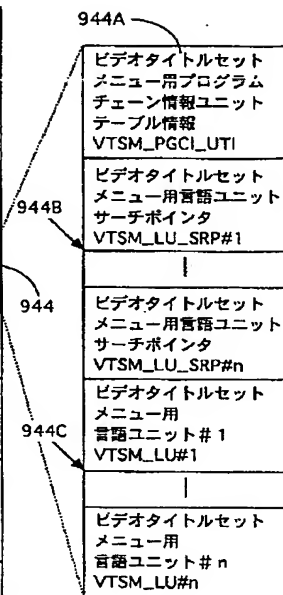 944A
ビデオタイトルセット
メニュー用プログラム
チェーン情報ユニット
テーブル情報
VTSM_PGCI_UTI
ビデオタイトルセット
メニュー用言語ユニット
サーチポインタ
VTSM_LU_SRP#1
944B
944
ビデオタイトルセット
メニュー用言語ユニット
サーチポインタ
VTSM_LU_SRP#n
ビデオタイトルセット
メニュー用
言語ユニット#1
VTSM_LU#1
944C
ビデオタイトルセット
メニュー用
言語ユニット#n
VTSM_LU#n